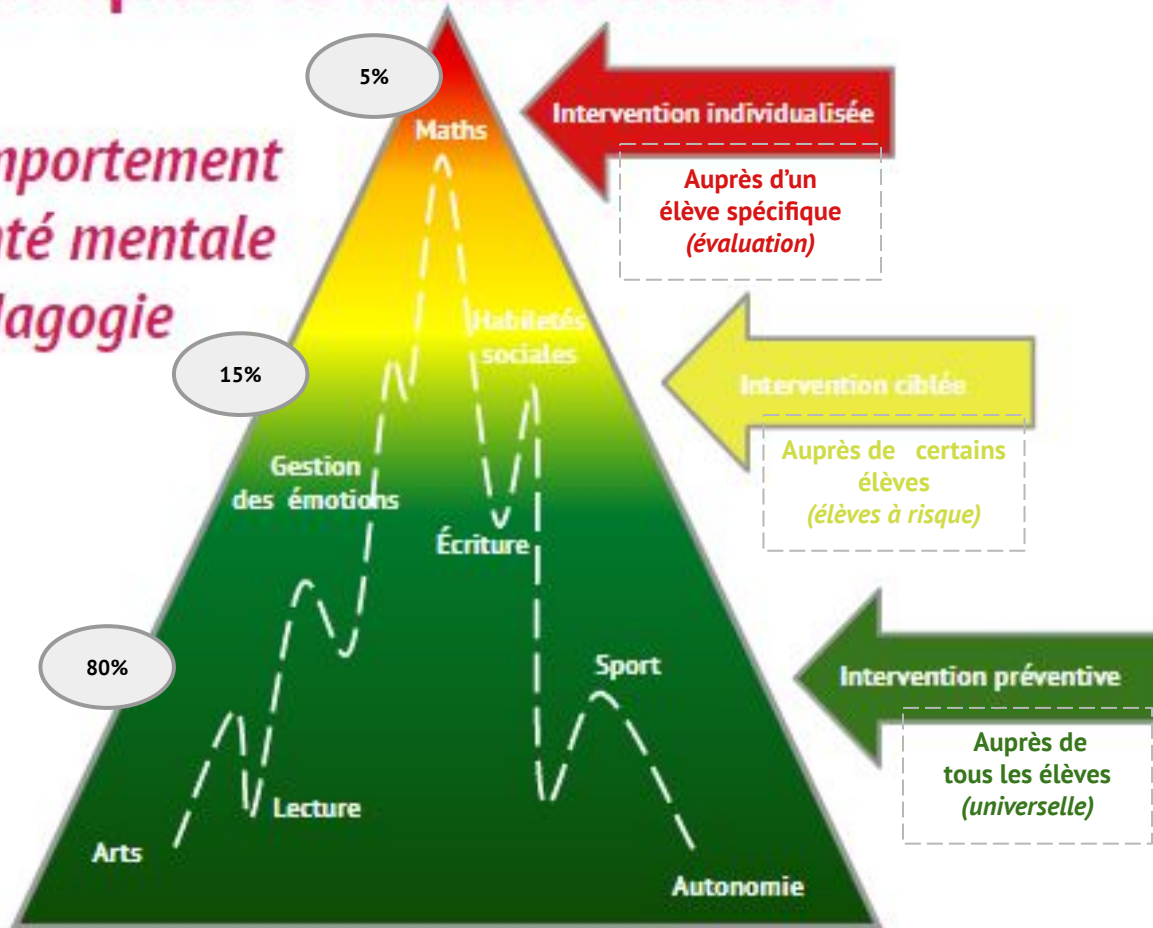 5%
Maths
Intervention individualisée
Auprès d'un
élève spécifique
(évaluation)
mportement
nté mentale
dagogie
Habiletés
sociales
15%
Intervention ciblée
Auprès de certains
élèves
(élèves à risque)
Gestion
des émotions
Écriture
80%
Sport
Intervention préventive
Auprès de
tous les élèves
(universelle)
Lecture
Arts
Autonomie